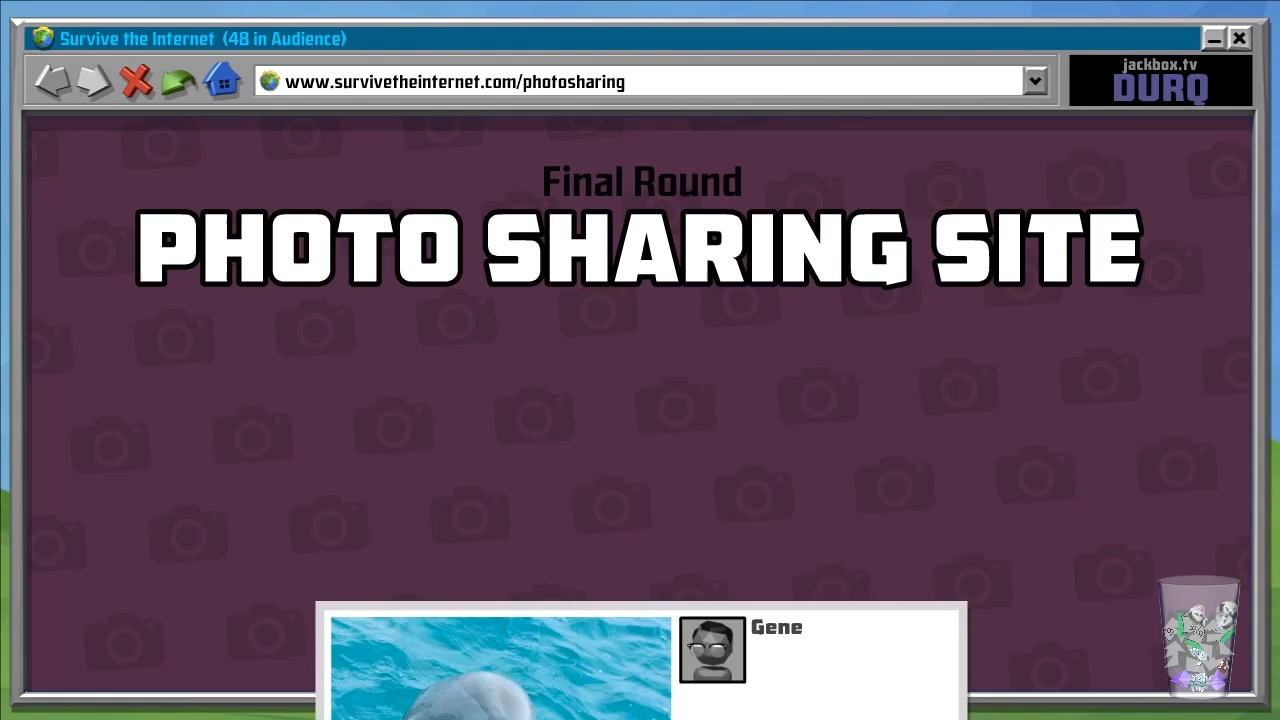 Survive the Internet (48 in Audience)
www.survivetheinternet.com/photosharing
jackbox.tv
DURQ
Final Round
PHOTO SHARING SITE
Gene